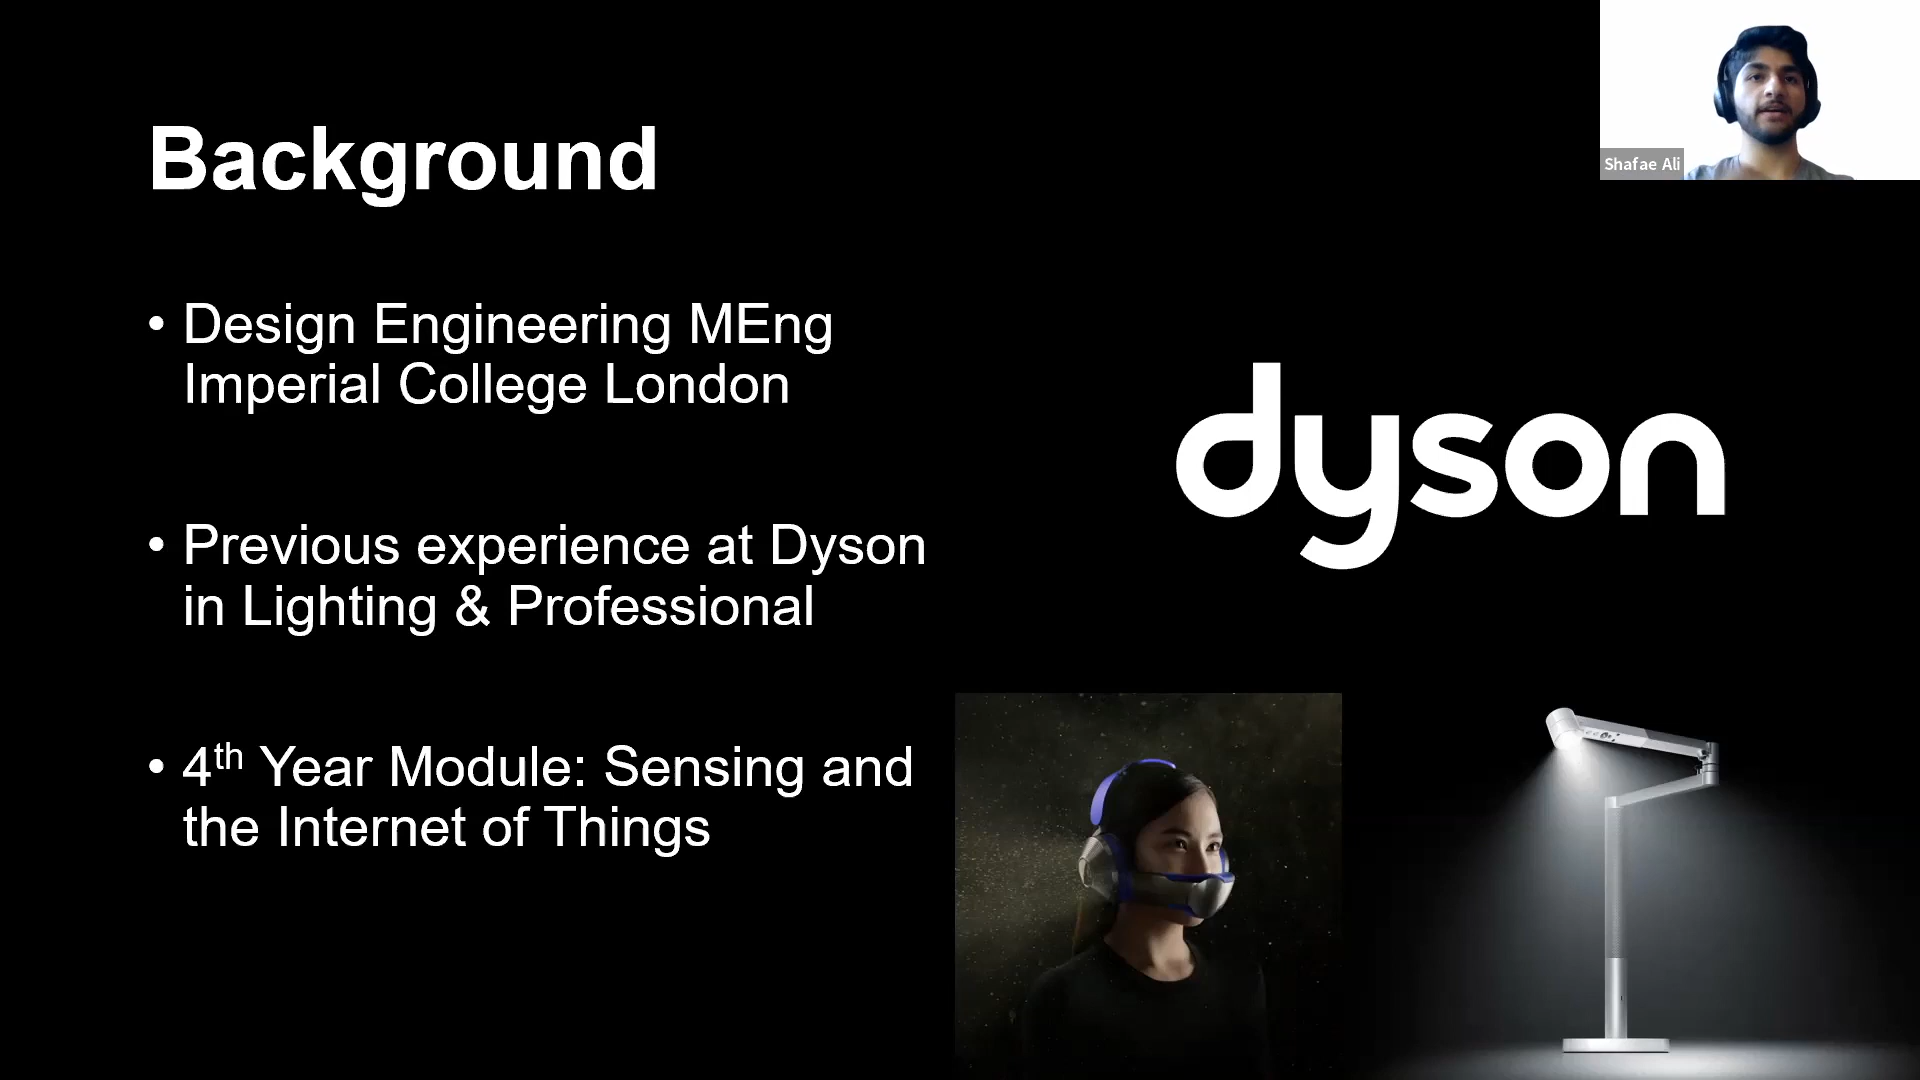 Background
• Design Engineering MEng
Imperial College London
• Previous experience at Dyson
in Lighting & Professional
• 4th Year Module: Sensing and
the Internet of Things
dyson
Shafae Ali